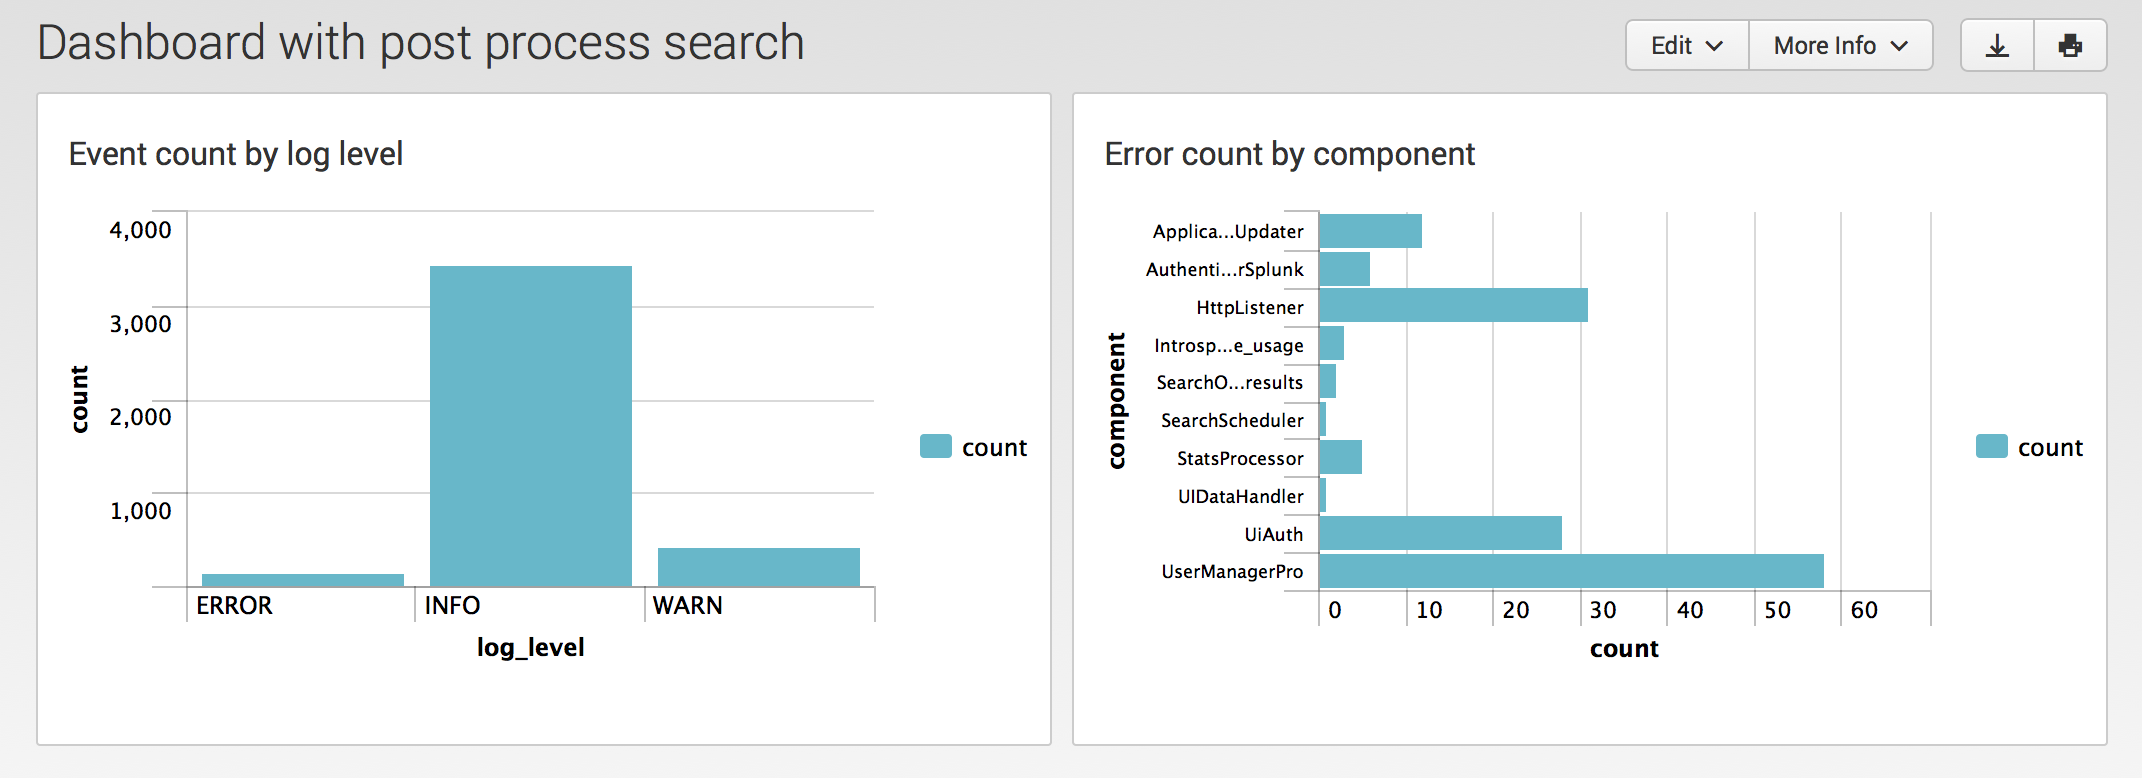 Dashboard with post process search
Edit
More Info
Event count by log level
4,000
3,000
2,000
1,000
count
ERROR
INFO
WARN
log_level
count
Error count by component
component
Applica...Updater
Authenti...rSplunk
HttpListener
Introsp...e_usage
SearchO...results
SearchScheduler
StatsProcessor
UIDataHandler
UiAuth
UserManagerPro
0 10 20 30 40 50 60
count
count